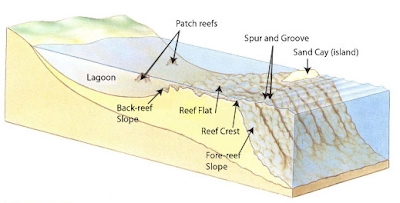 Patch reefs
Spur and Groove
Sand Cay (island)
Lagoon
Back-reef
Slope
Reef Flat
Reef Crest
Fore-reef
Slope